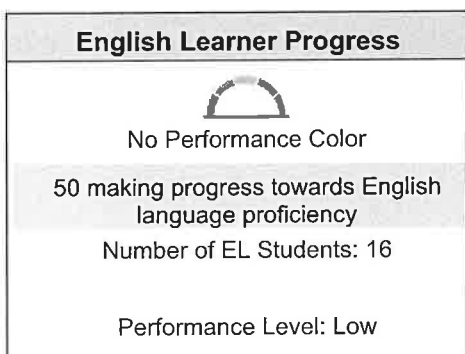 English Learner Progress
No Performance Color
50 making progress towards English
language proficiency
Number of EL Students: 16
Performance Level: Low